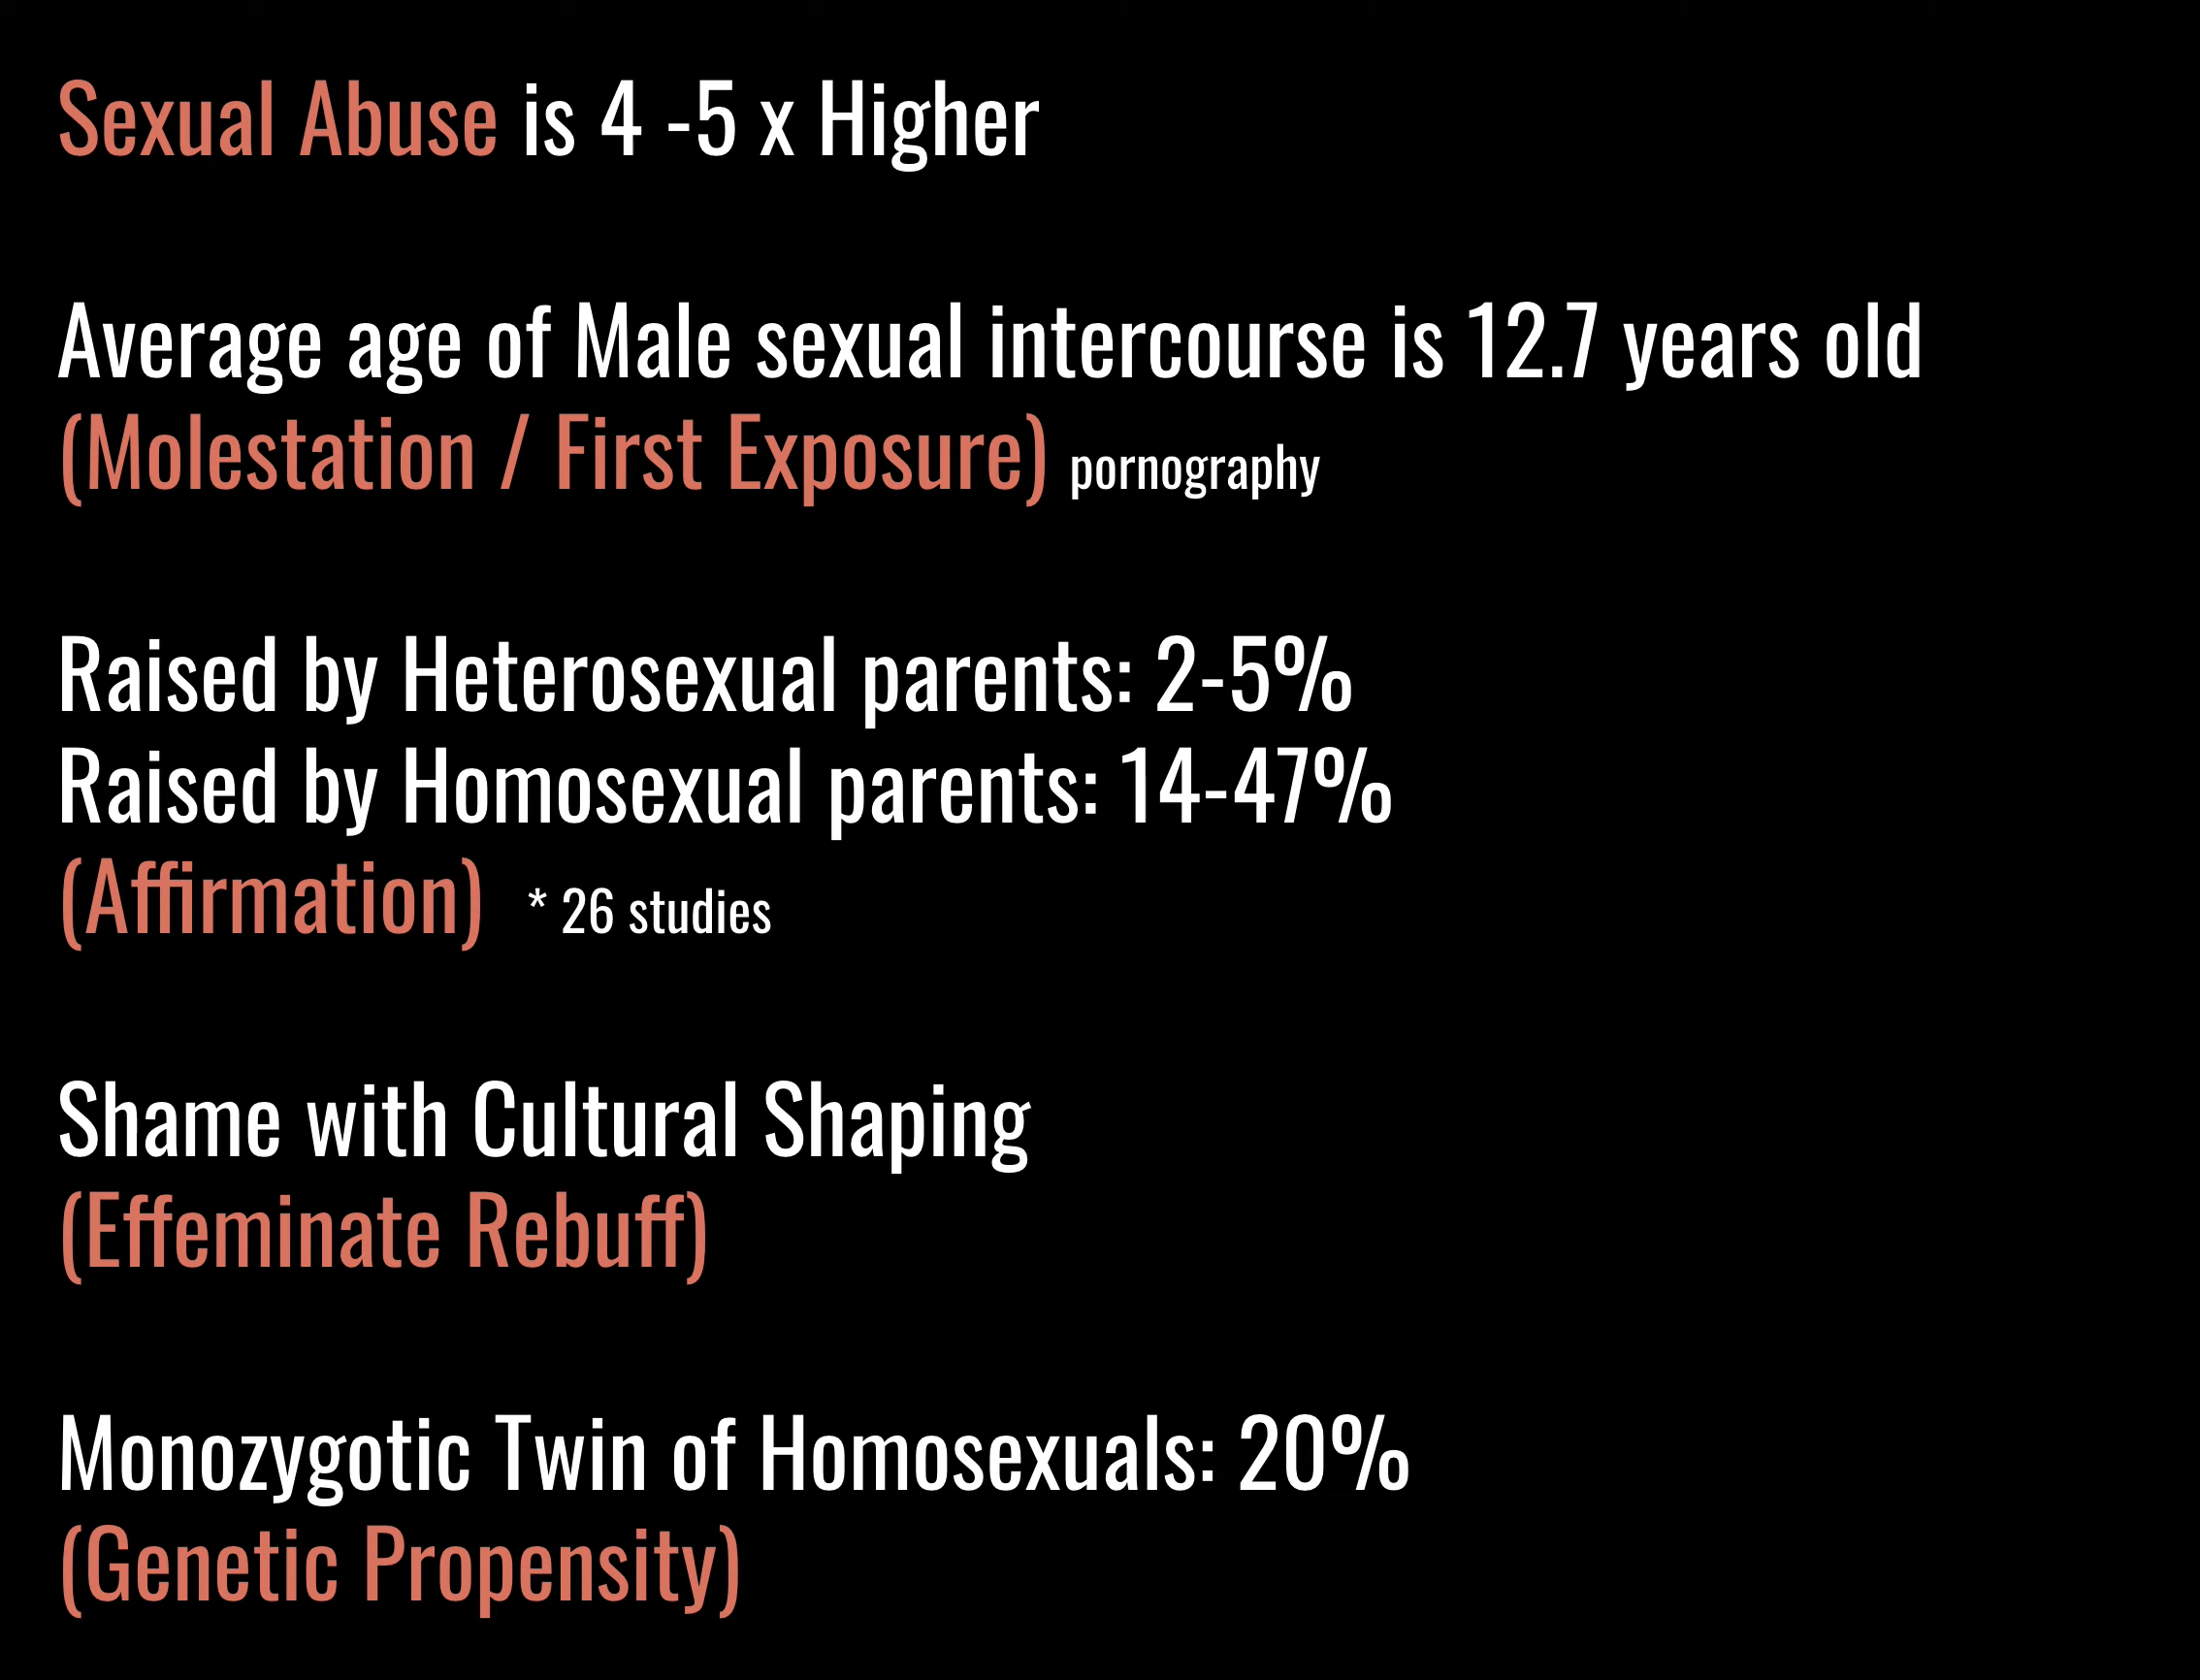 Sexual Abuse is 4 -5 x Higher
Average age of Male sexual intercourse is 12.7 years old
(Molestation / First Exposure) pornography
Raised by Heterosexual parents: 2-5%
Raised by Homosexual parents: 14-47%
(Affirmation) * 26 studies
Shame with Cultural Shaping
(Effeminate Rebuff)
Monozygotic Twin of Homosexuals: 20%
(Genetic Propensity)